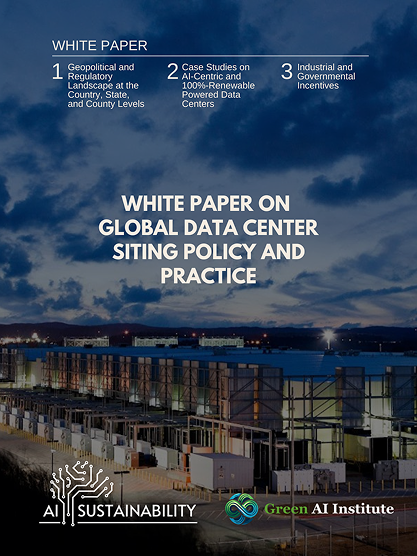 WHITE PAPER
1 Geopolitical and
Regulatory
Landscape at the
Country, State,
and County Levels
2 Case Studies on
AI-Centric and
100%-Renewable
Powered Data
Centers
3 Industrial and
Governmental
Incentives
WHITE PAPER ON
GLOBAL DATA CENTER
SITING POLICY AND
PRACTICE
AI SUSTAINABILITY
Green AI Institute